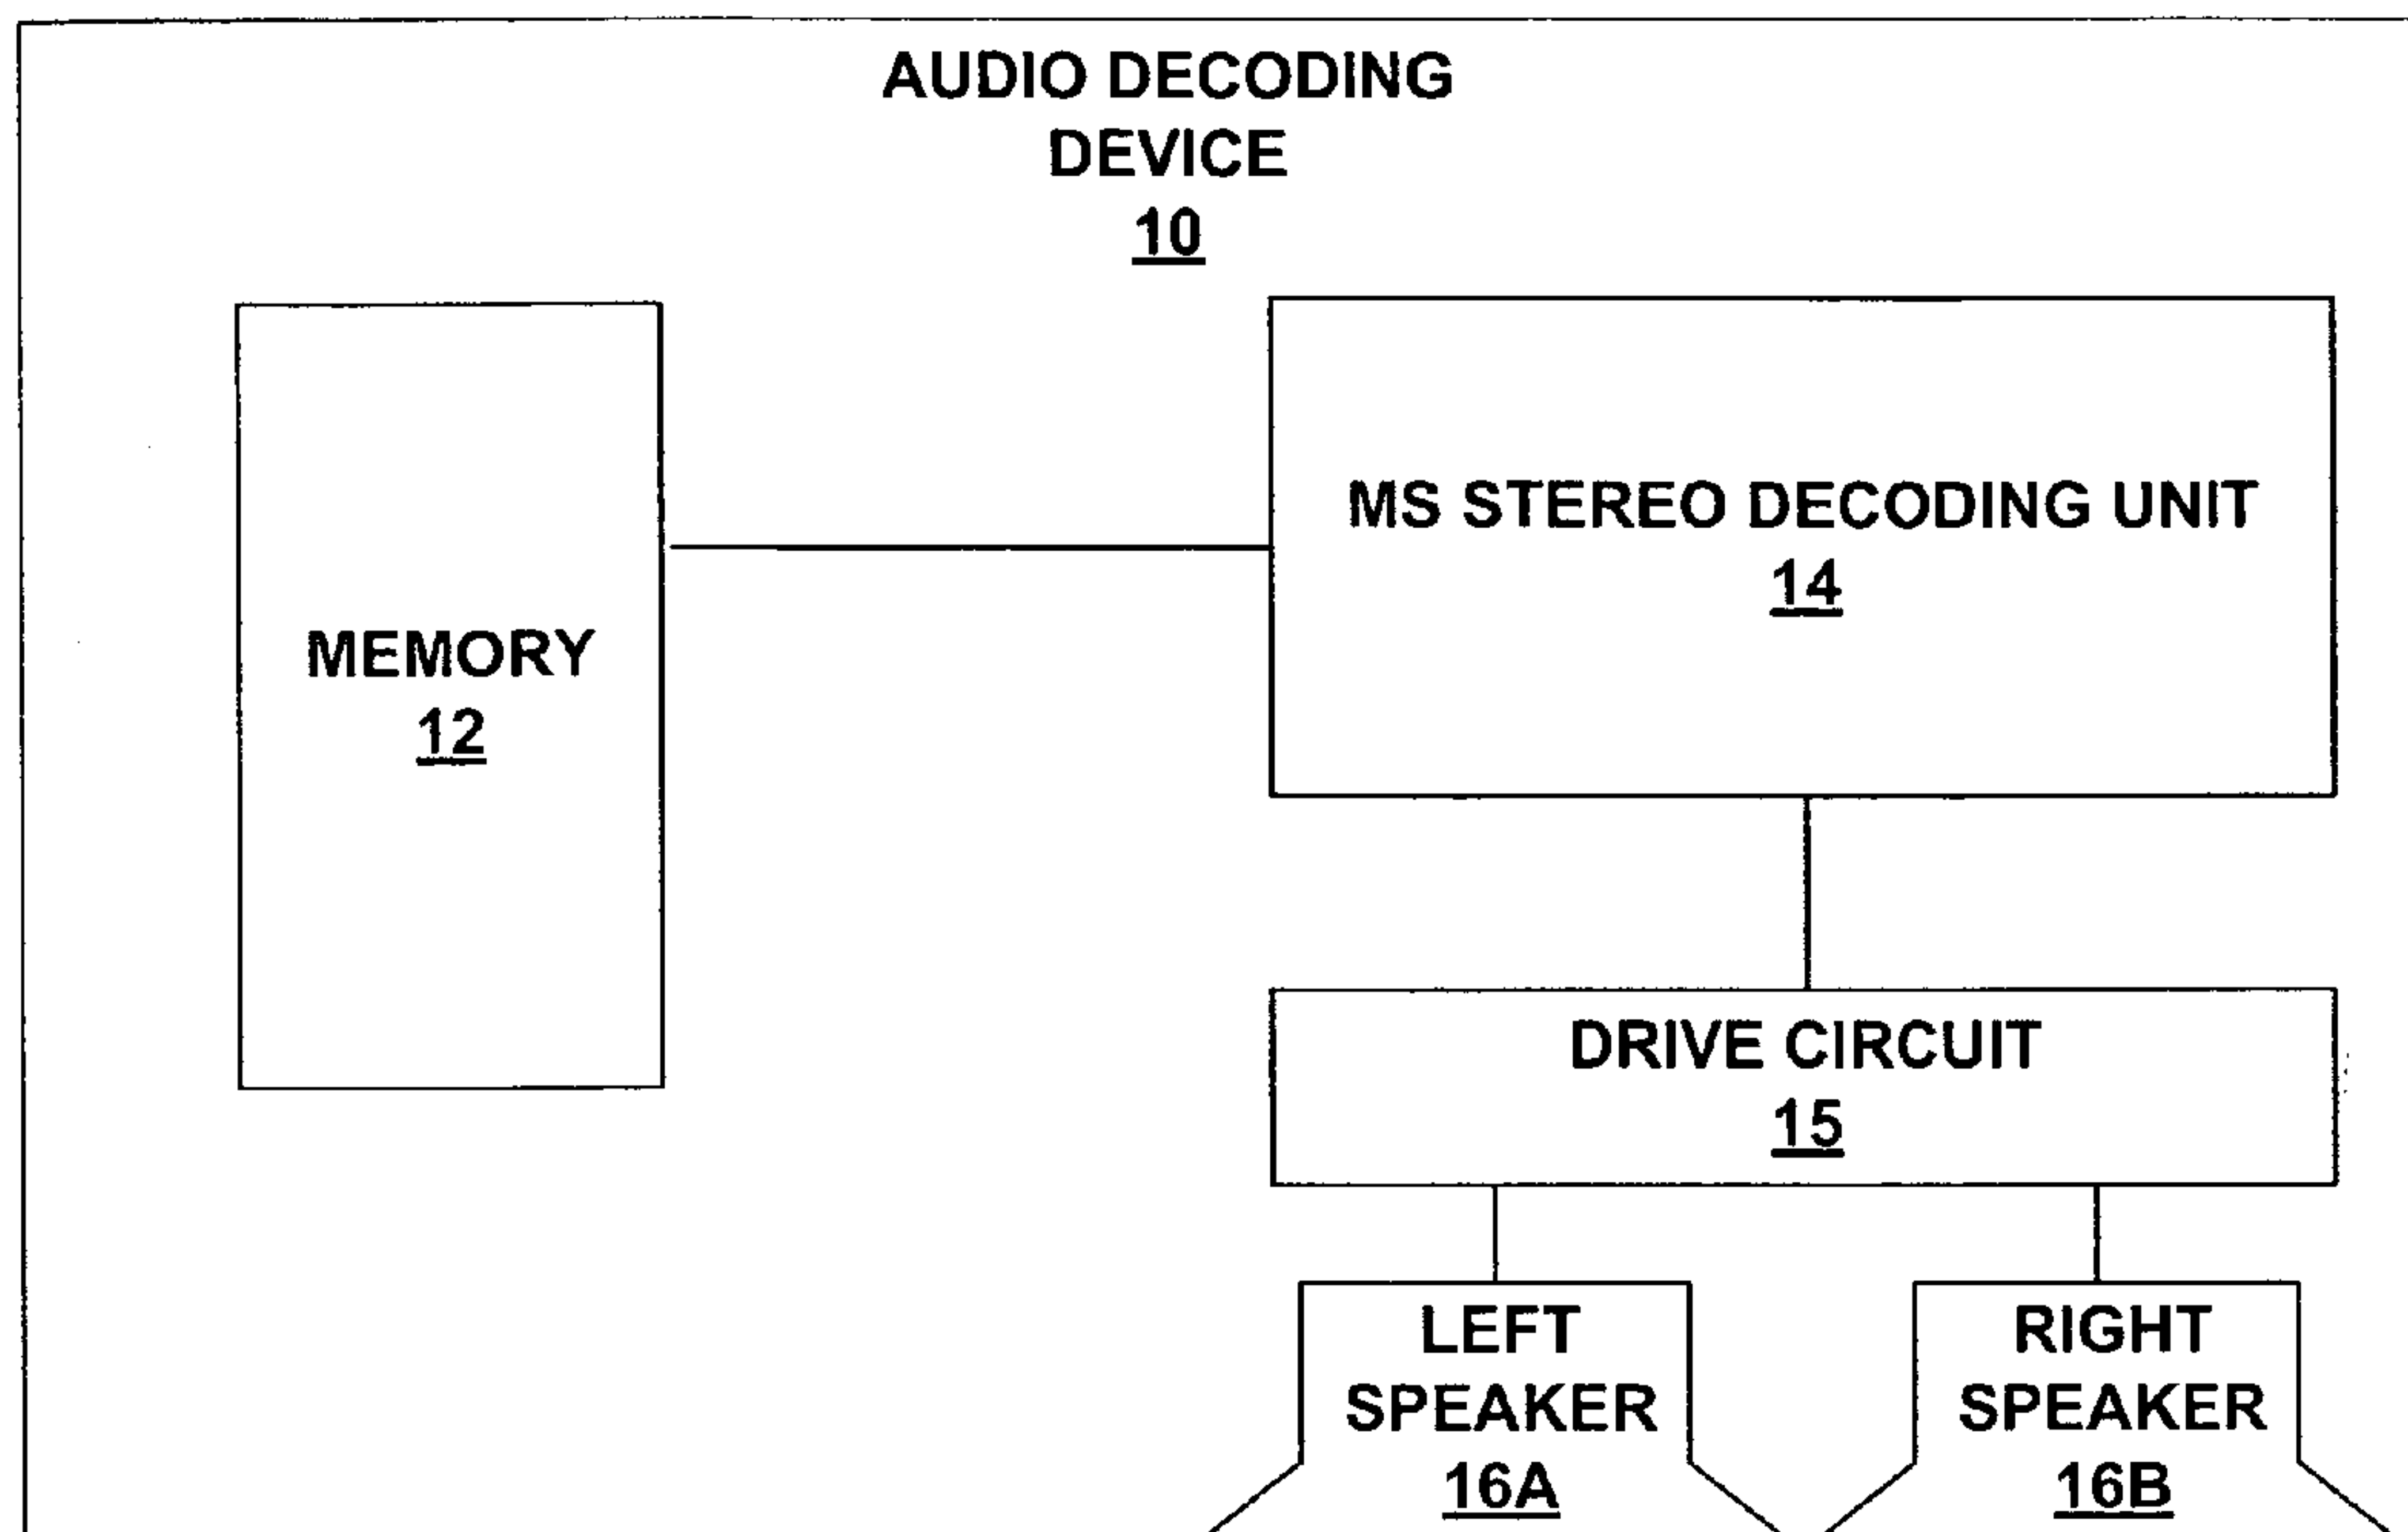 AUDIO DECODING
DEVICE
10
MEMORY
12
MS STEREO DECODING UNIT
14
DRIVE CIRCUIT
15
LEFT
SPEAKER
16A
RIGHT
SPEAKER
16B